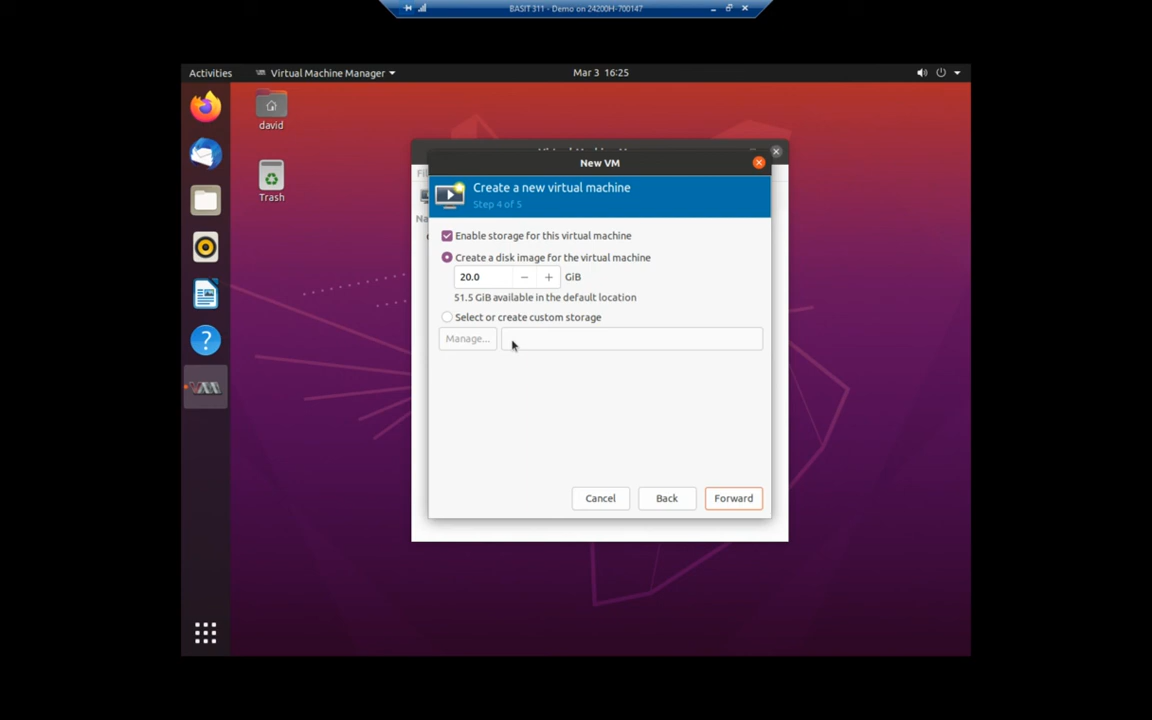 BASIT 311 - Demo on 24200H-700147
Activities
Virtual Machine Manager
Mar 3 16:25
david
Trash
New VM
Create a new virtual machine
Step 4 of 5
Enable storage for this virtual machine
Create a disk image for the virtual machine
20.0
GiB
51.5 GiB available in the default location
Select or create custom storage
Manage...
Cancel
Back
Forward